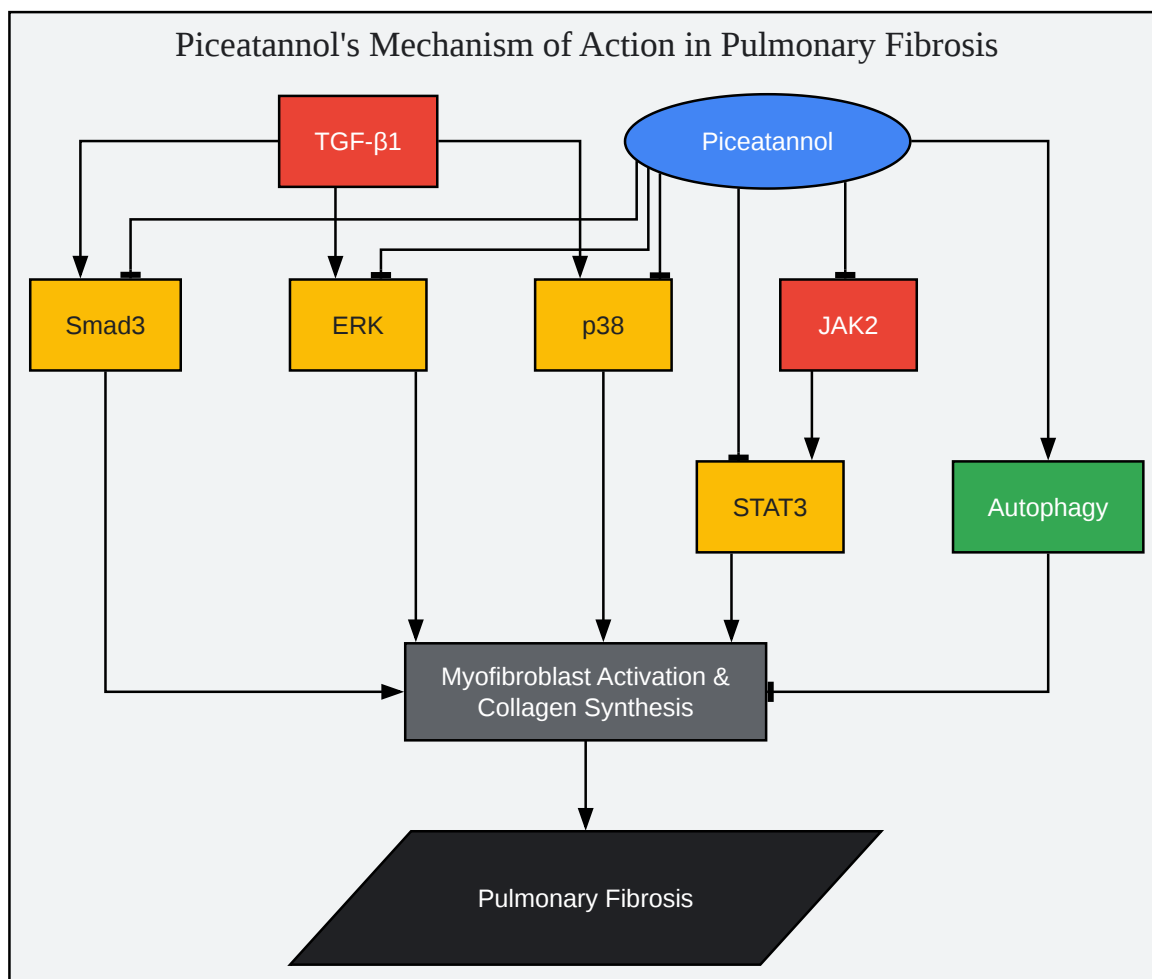 Piceatannol's Mechanism of Action in Pulmonary Fibrosis
TGF-β1
Piceatannol
Smad3
ERK
p38
JAK2
STAT3
Autophagy
Myofibroblast Activation &
Collagen Synthesis
Pulmonary Fibrosis